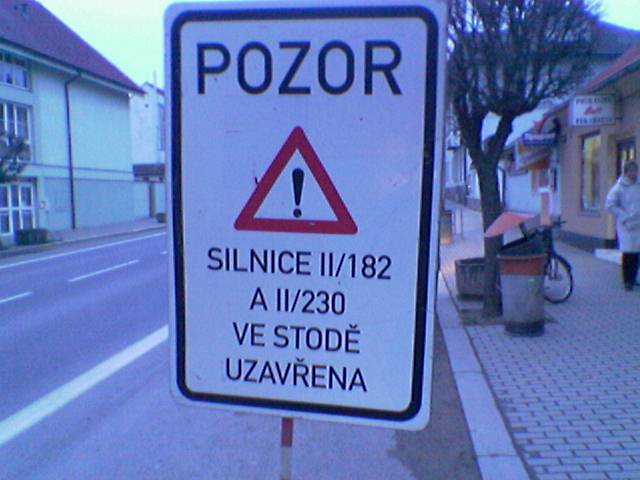 POZOR
SILNICE II/182
A II/230
VE STODĚ
UZAVŘENA